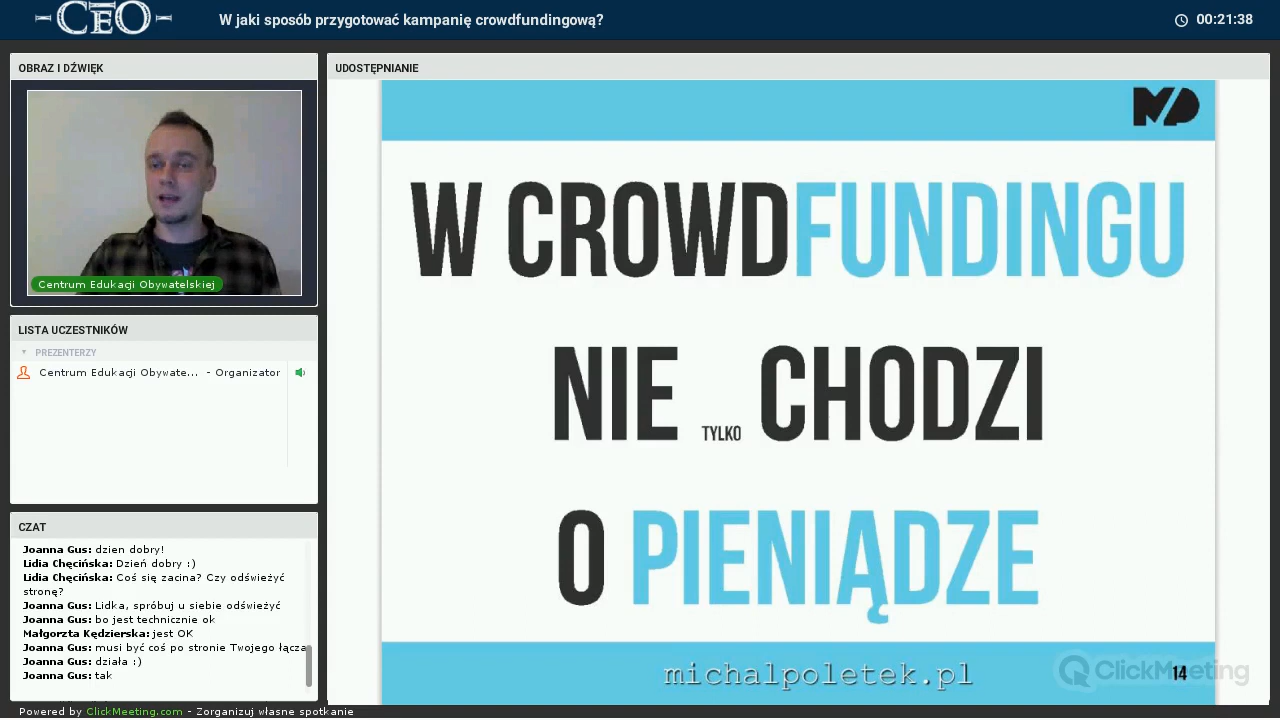 CEO
W jaki sposób przygotować kampanię crowdfundingową?
00:21:38
OBRAZ I DŹWIĘK
Centrum Edukacji Obywatelskiej
LISTA UCZESTNIKÓW
PREZENTERZY
Centrum Edukacji Obywate... - Organizator
CZAT
Joanna Gus: dzien dobry!
Lidia Chęcińska: Dzień dobry :)
Lidia Chęcińska: Coś się zacina? Czy odświeżyć
stronę?
Joanna Gus: Lidka, spróbuj u siebie odświeżyć
Joanna Gus: bo jest technicznie ok
Małgorzta Kędzierska: jest OK
Joanna Gus: musi być coś po stronie Twojego łącza
Joanna Gus: działa :)
Joanna Gus: tak
UDOSTĘPNIANIE
MP
W CROWDFUNDINGU
NIE TYLKO CHODZI
O PIENIĄDZE
michalpoletek.pl
14
ClickMeeting
Powered by ClickMeeting.com - Zorganizuj własne spotkanie